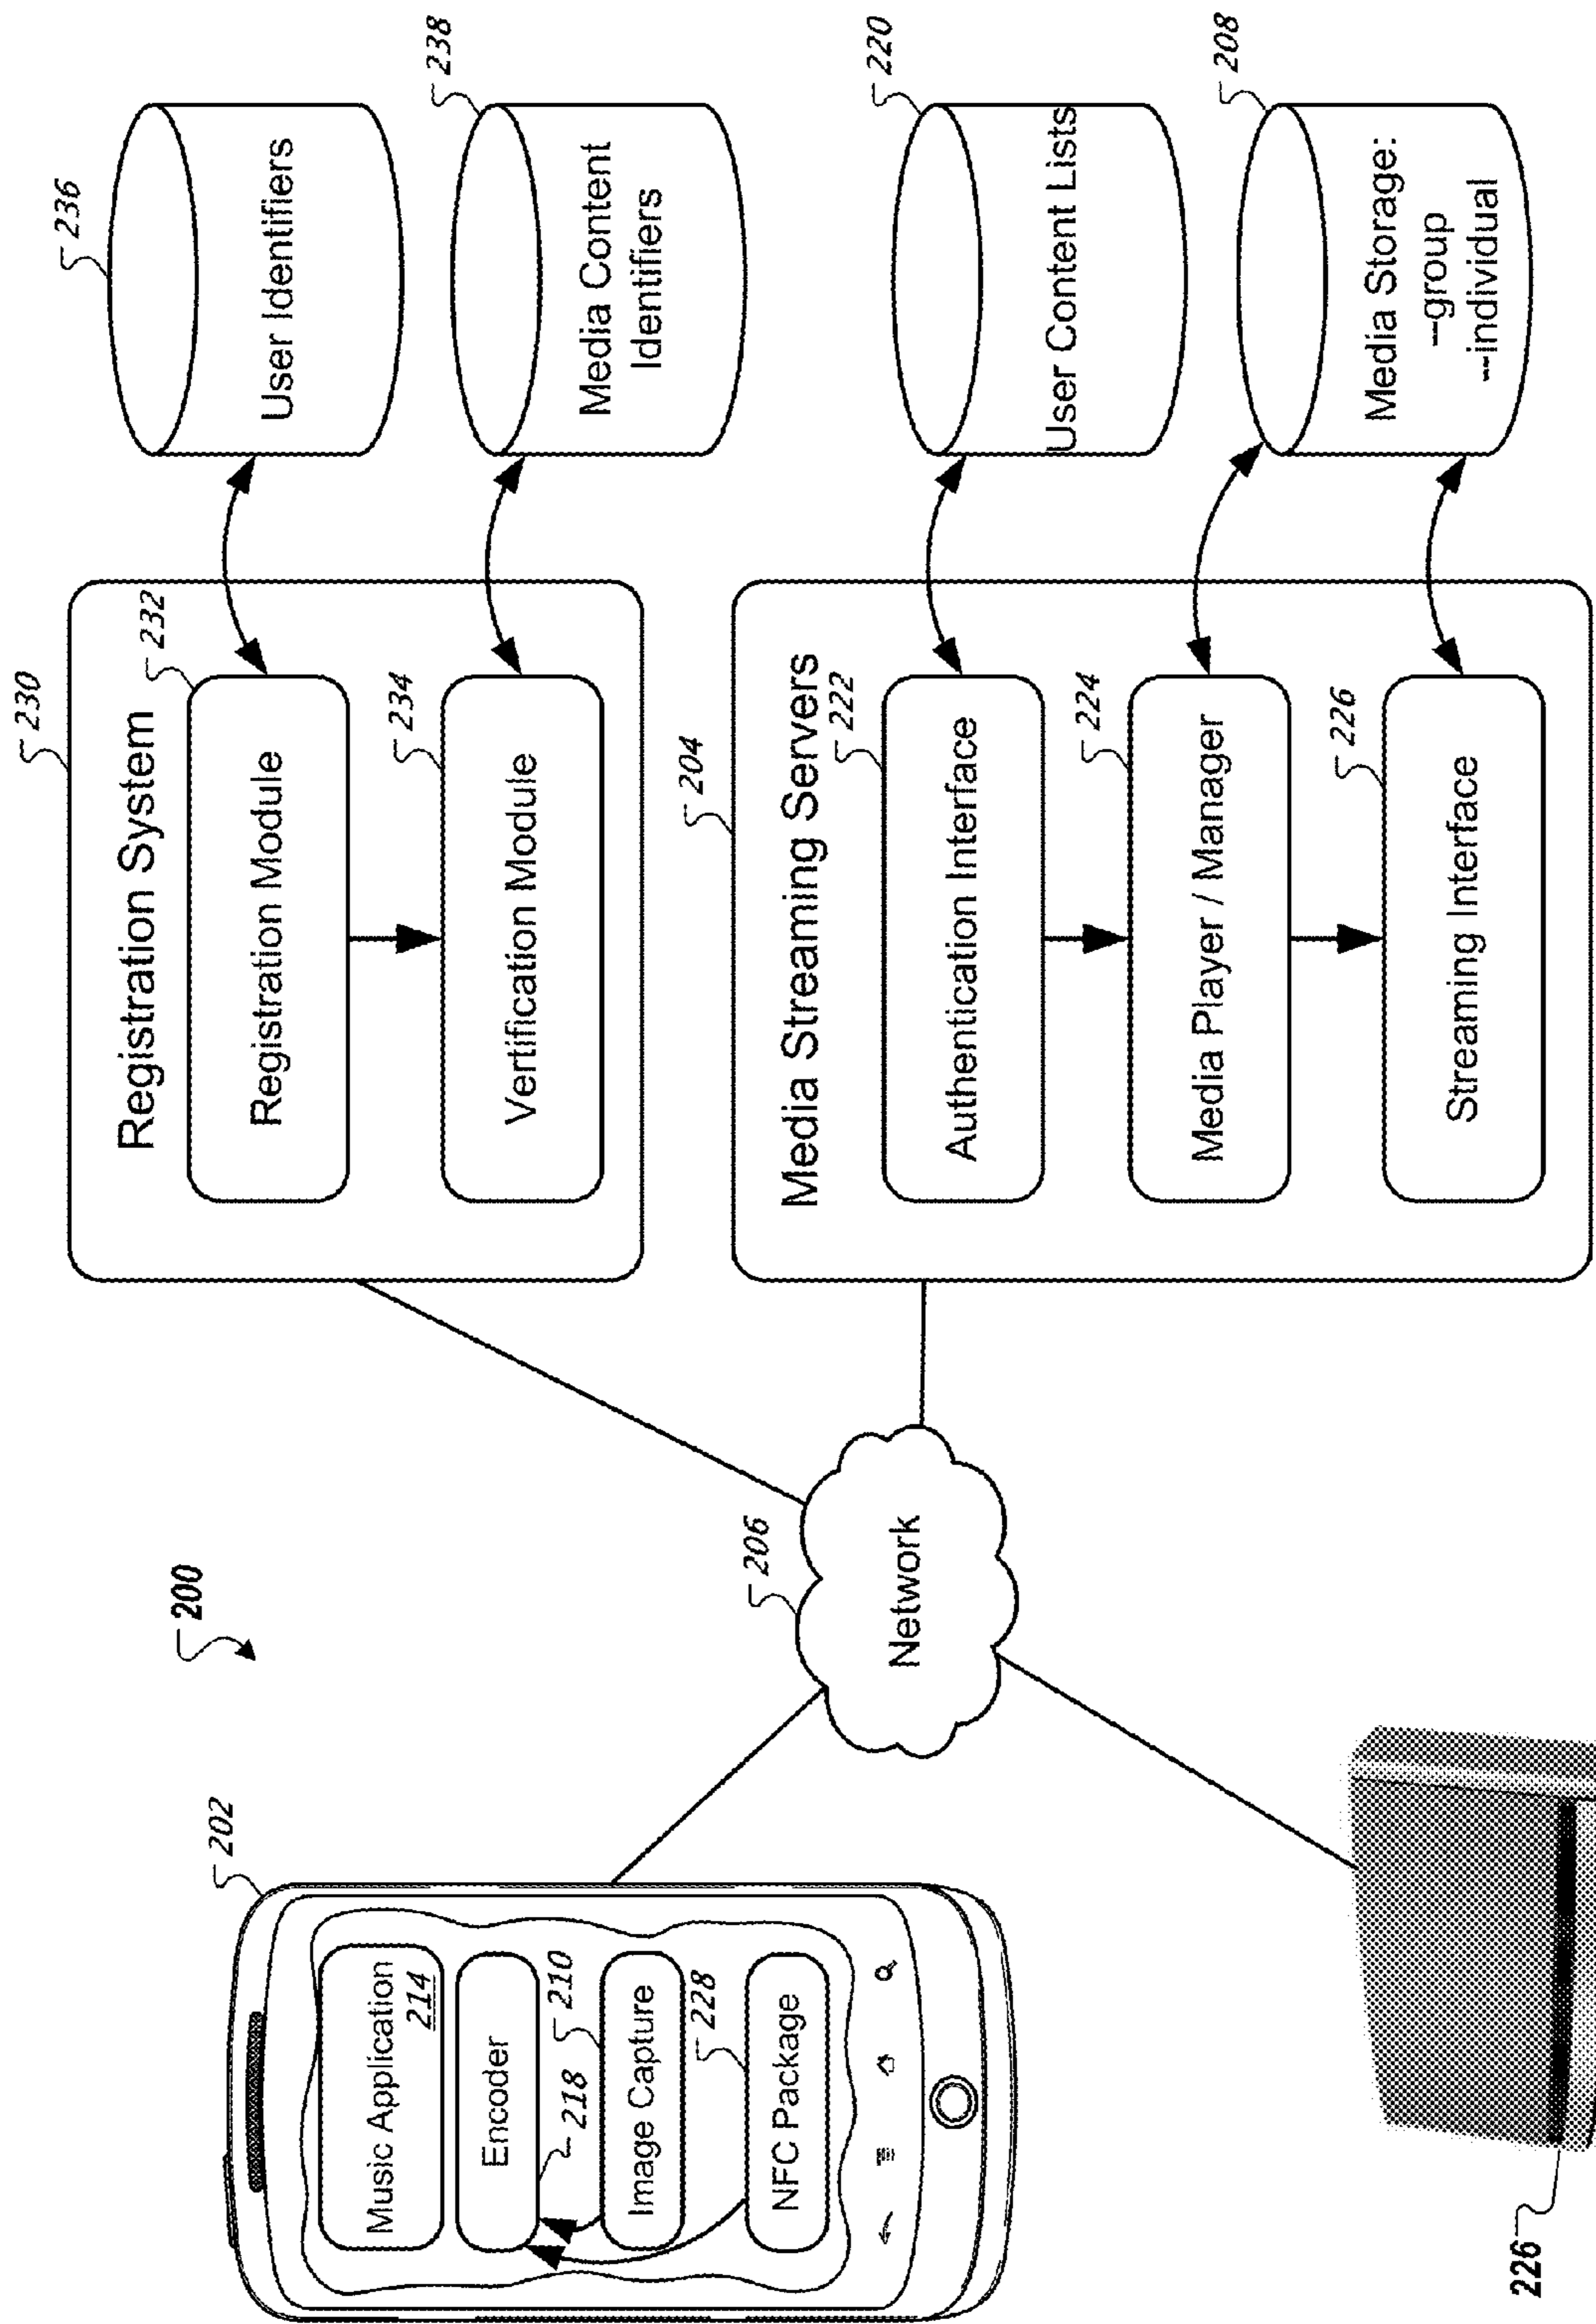 200
202
Music Application
214
Encoder
218
210
Image Capture
228
NFC Package
206
Network
226
230
Registration System
232
Registration Module
234
Vertification Module
236
User Identifiers
238
Media Content
Identifiers
204
Media Streaming Servers
222
Authentication Interface
224
Media Player / Manager
226
Streaming Interface
220
User Content Lists
208
Media Storage:
--group
--individual